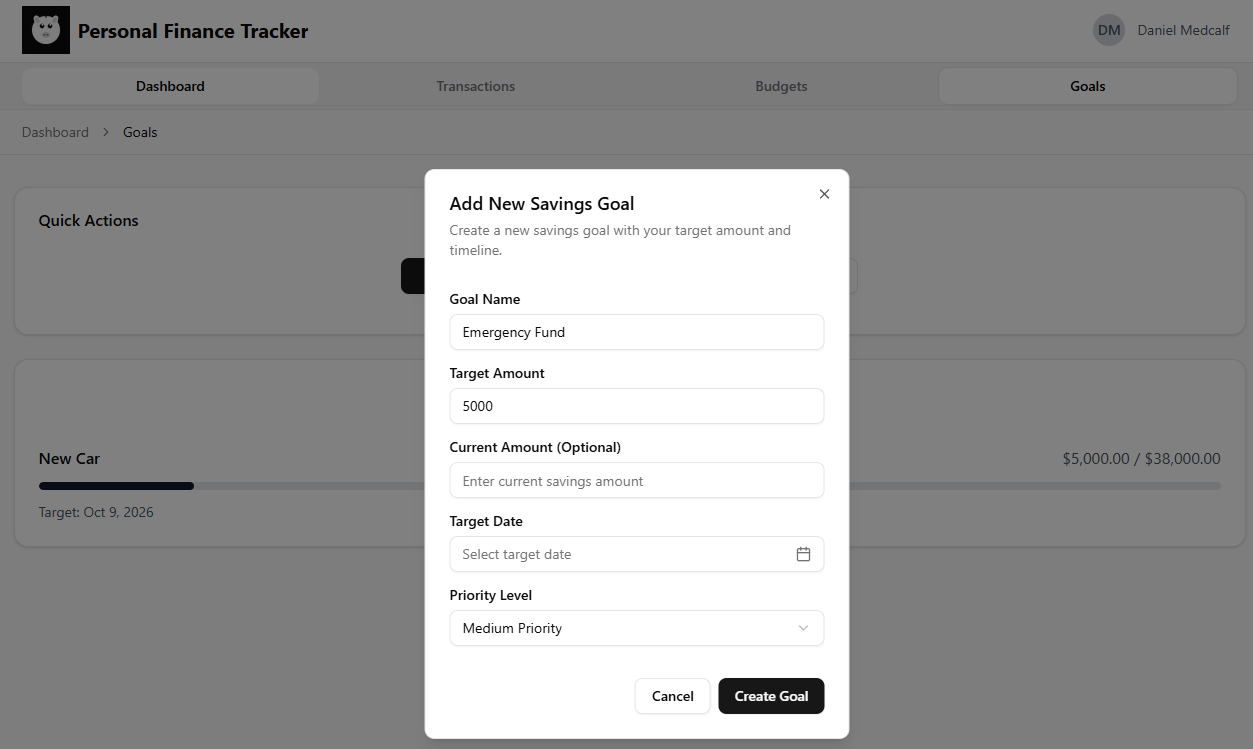 Personal Finance Tracker
DM Daniel Medcalf
Dashboard Transactions Budgets Goals
Dashboard > Goals
Quick Actions
Add New Savings Goal
Create a new savings goal with your target amount and
timeline.
Goal Name
Emergency Fund
Target Amount
5000
Current Amount (Optional)
Enter current savings amount
Target Date
Select target date
Priority Level
Medium Priority
Cancel Create Goal
New Car $5,000.00 / $38,000.00
Target: Oct 9, 2026